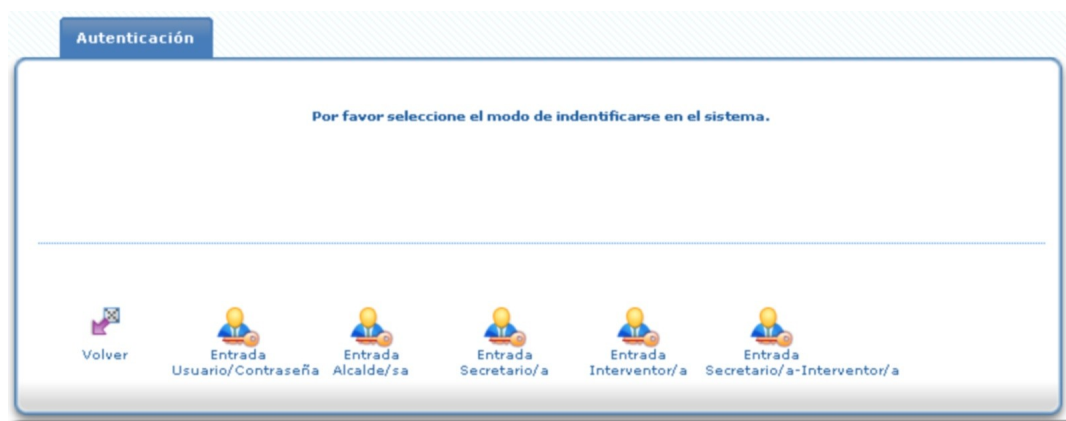 Autenticación
Por favor seleccione el modo de indentificarse en el sistema.
Volver
Entrada
Usuario/Contraseña
Entrada
Alcalde/sa
Entrada
Secretario/a
Entrada
Interventor/a
Entrada
Secretario/a-Interventor/a